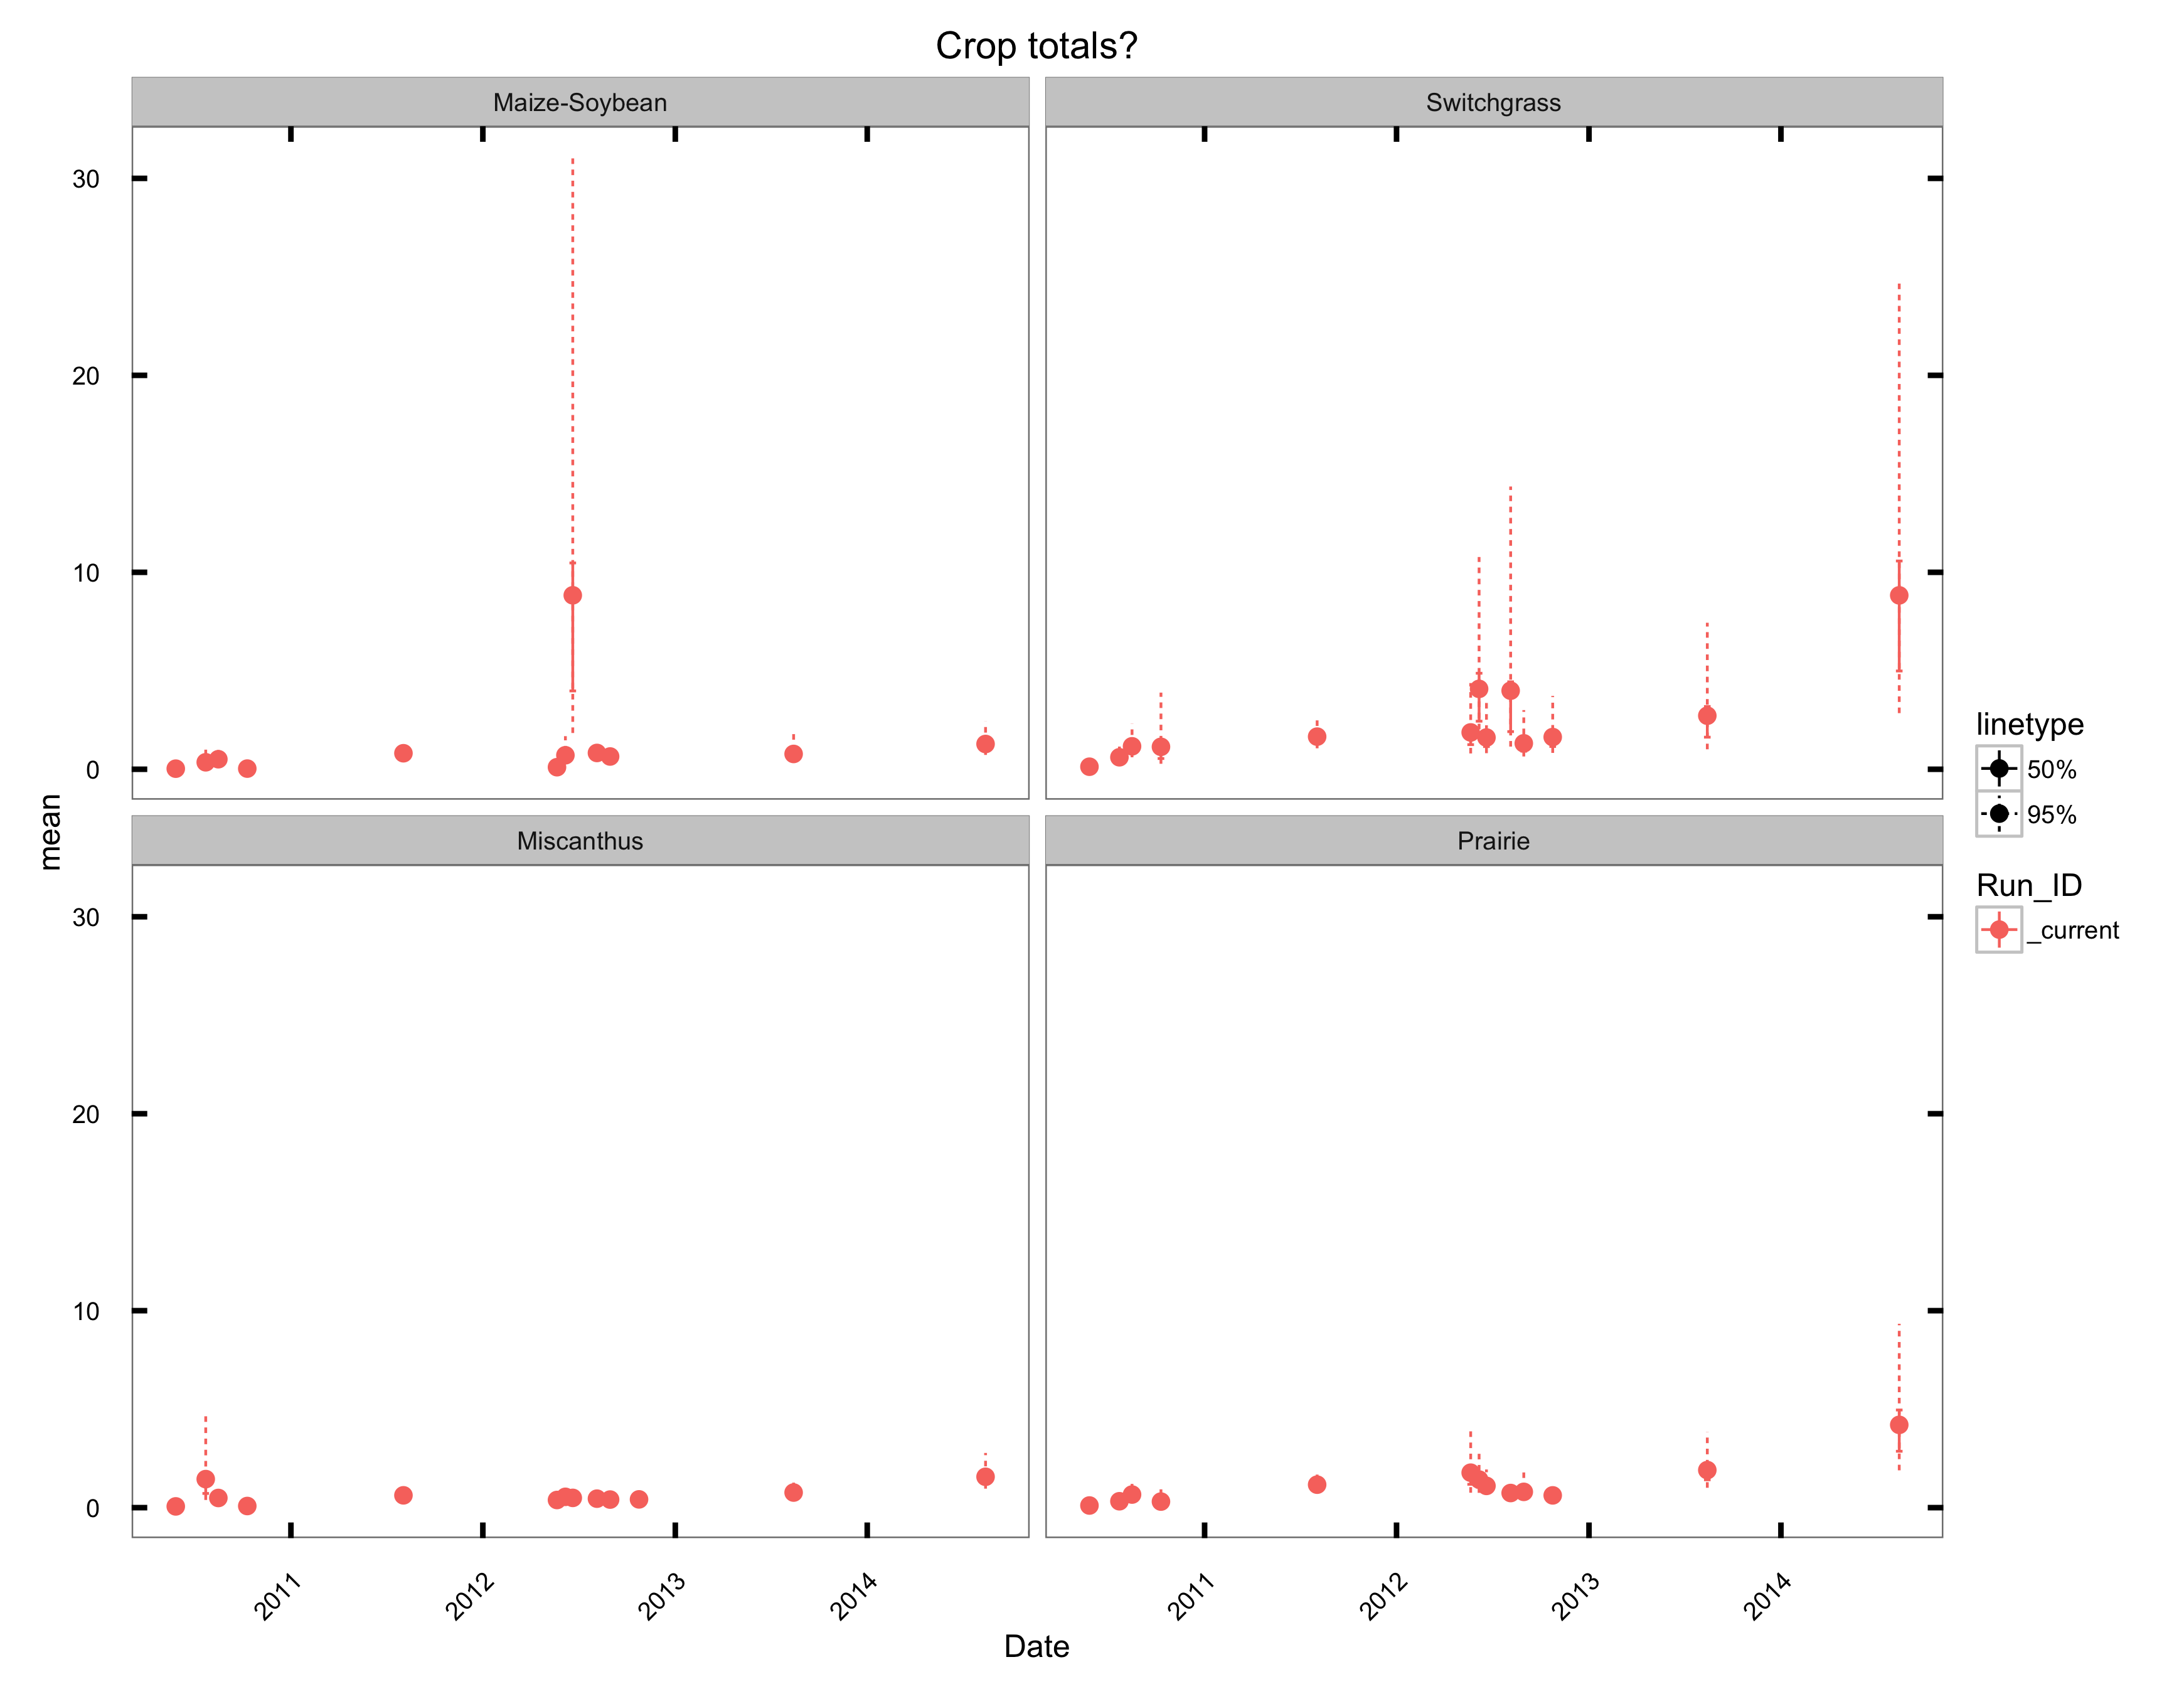 Crop totals?
Maize-Soybean
Switchgrass
30
20
10
0
Miscanthus
Prairie
30
20
10
0
mean
2011
2012
2013
2014
2011
2012
2013
2014
Date
linetype
50%
95%
Run_ID
_current